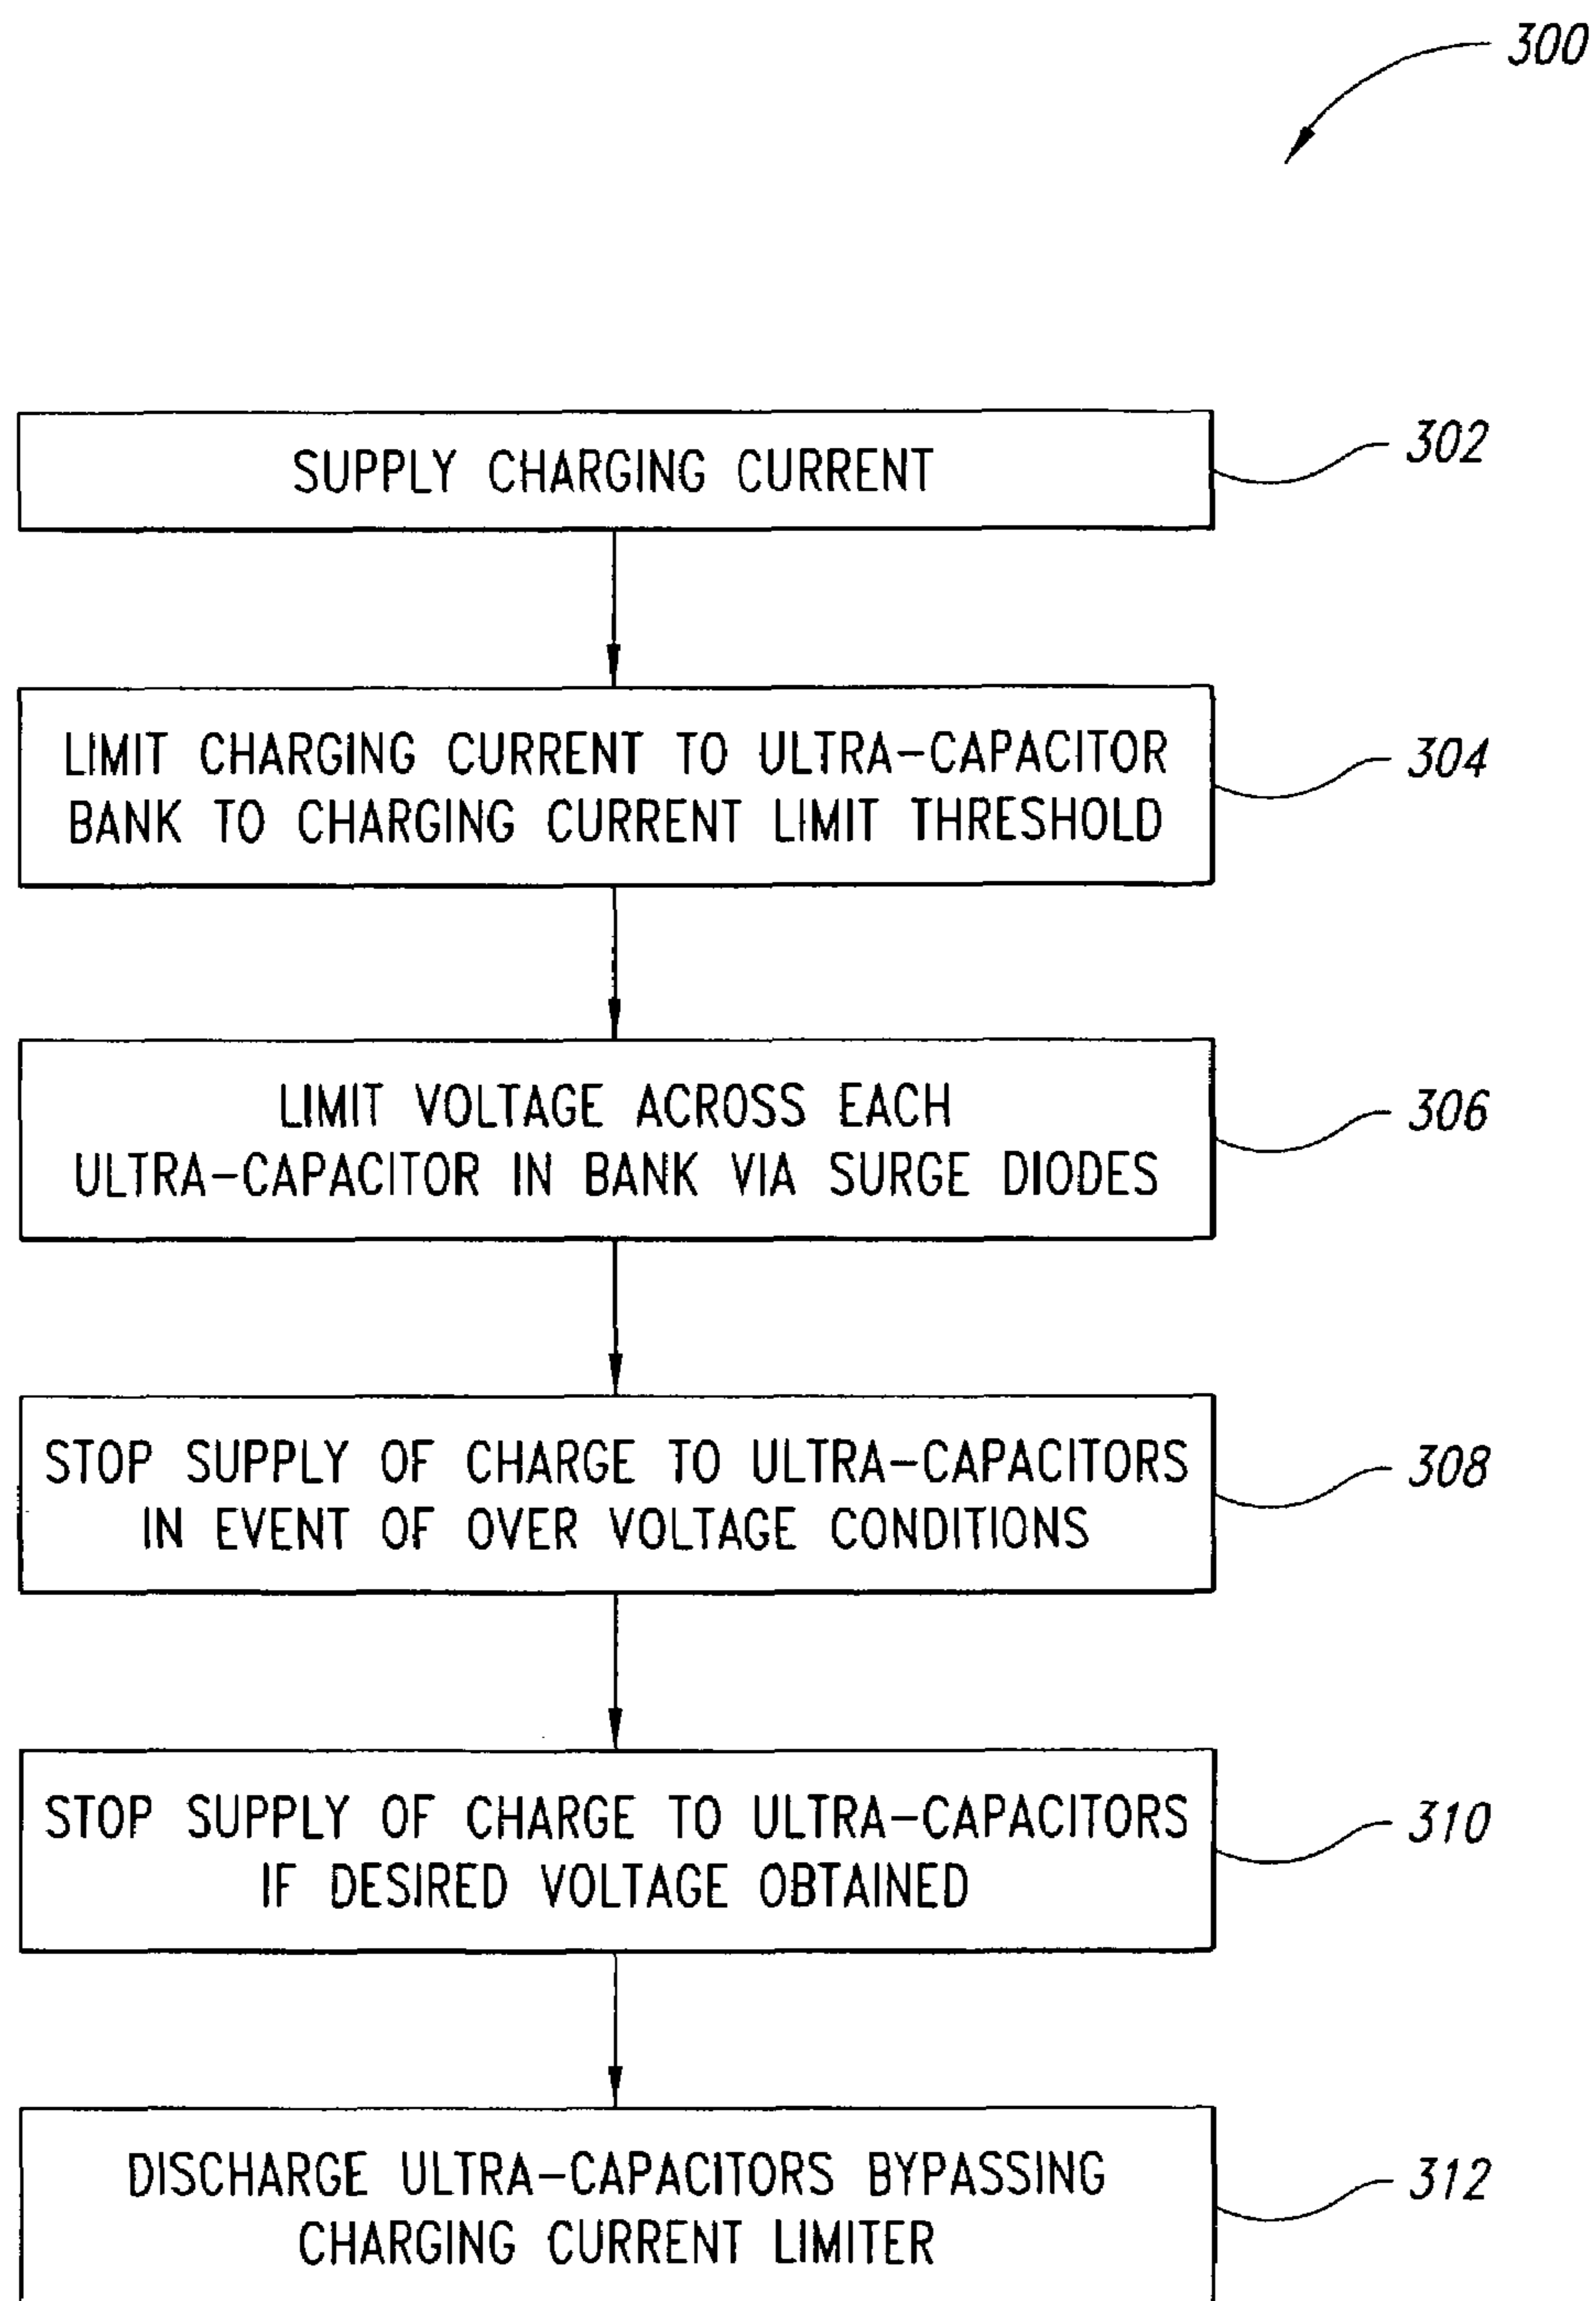 300
SUPPLY CHARGING CURRENT
302
LIMIT CHARGING CURRENT TO ULTRA-CAPACITOR
BANK TO CHARGING CURRENT LIMIT THRESHOLD
304
LIMIT VOLTAGE ACROSS EACH
ULTRA-CAPACITOR IN BANK VIA SURGE DIODES
306
STOP SUPPLY OF CHARGE TO ULTRA-CAPACITORS
IN EVENT OF OVER VOLTAGE CONDITIONS
308
STOP SUPPLY OF CHARGE TO ULTRA-CAPACITORS
IF DESIRED VOLTAGE OBTAINED
310
DISCHARGE ULTRA-CAPACITORS BYPASSING
CHARGING CURRENT LIMITER
312